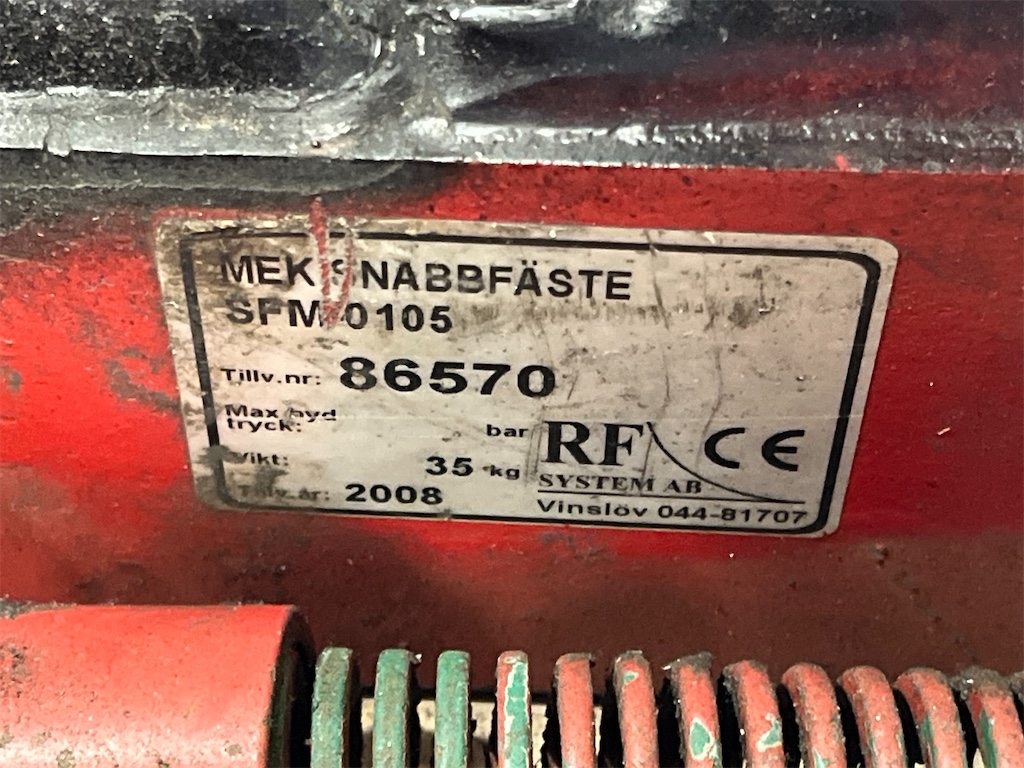 MEK SNABBFÄSTE
SFM 0105
Tillv.nr: 86570
Max hyd
tryck: bar
Vikt: 35 kg
Tillv.år: 2008
RF
SYSTEM AB
CE
Vinslöv 044-81707